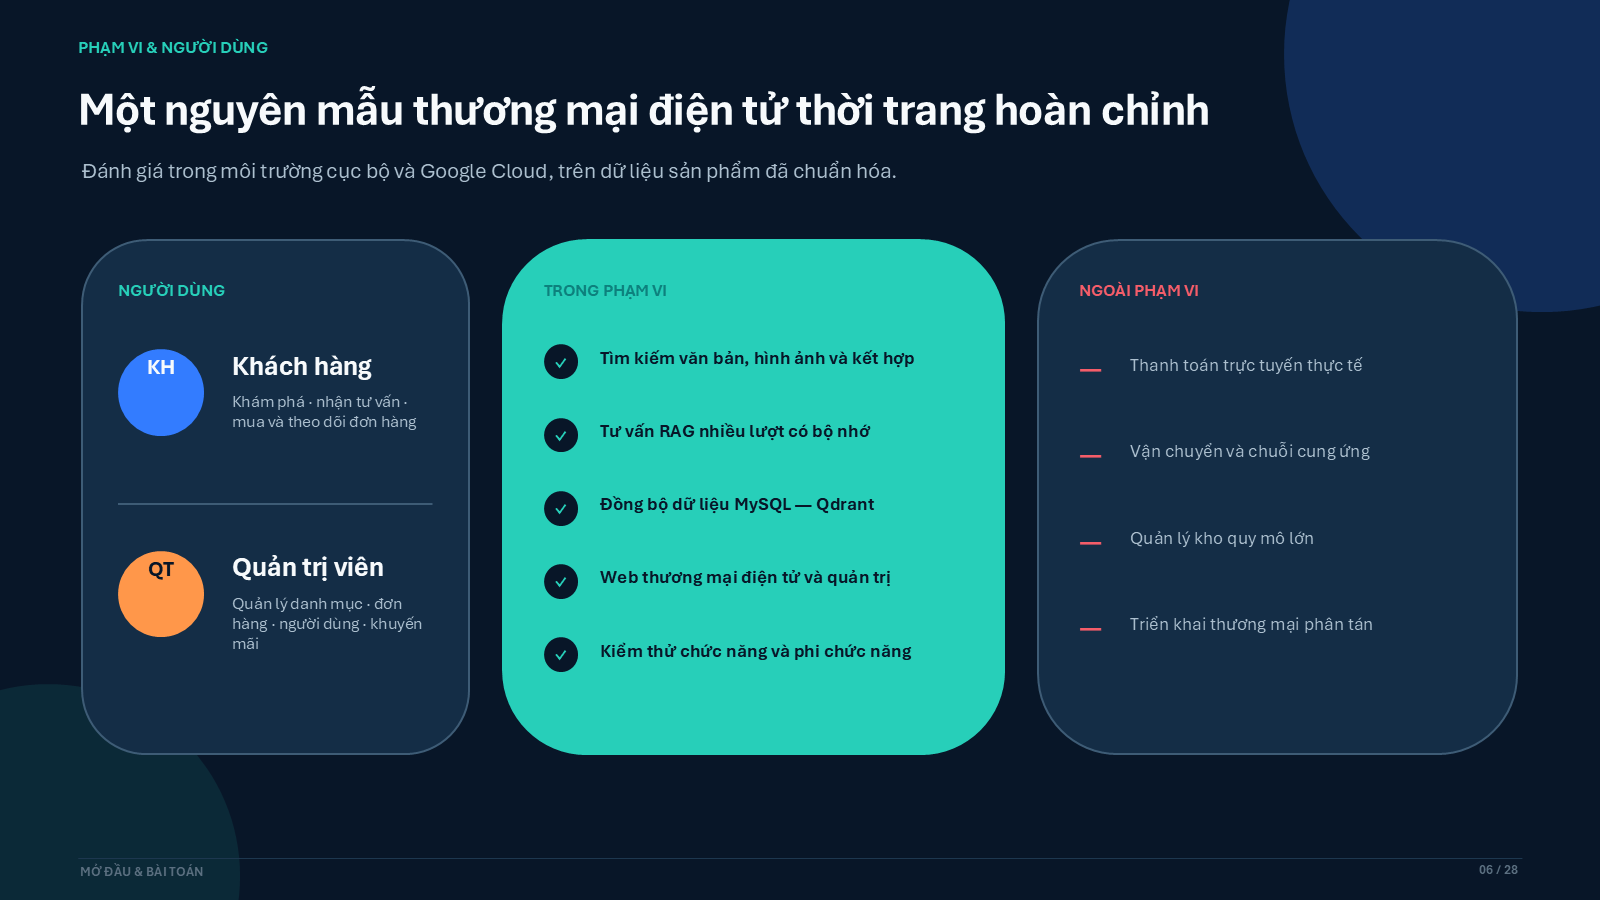 PHẠM VI & NGƯỜI DÙNG
Một nguyên mẫu thương mại điện tử thời trang hoàn chỉnh
Đánh giá trong môi trường cục bộ và Google Cloud, trên dữ liệu sản phẩm đã chuẩn hóa.
NGƯỜI DÙNG
KH
Khách hàng
Khám phá · nhận tư vấn ·
mua và theo dõi đơn hàng
QT
Quản trị viên
Quản lý danh mục · đơn
hàng · người dùng · khuyến
mãi
TRONG PHẠM VI
Tìm kiếm văn bản, hình ảnh và kết hợp
Tư vấn RAG nhiều lượt có bộ nhớ
Đồng bộ dữ liệu MySQL — Qdrant
Web thương mại điện tử và quản trị
Kiểm thử chức năng và phi chức năng
NGOÀI PHẠM VI
— Thanh toán trực tuyến thực tế
— Vận chuyển và chuỗi cung ứng
— Quản lý kho quy mô lớn
— Triển khai thương mại phân tán
MỞ ĐẦU & BÀI TOÁN
06 / 28